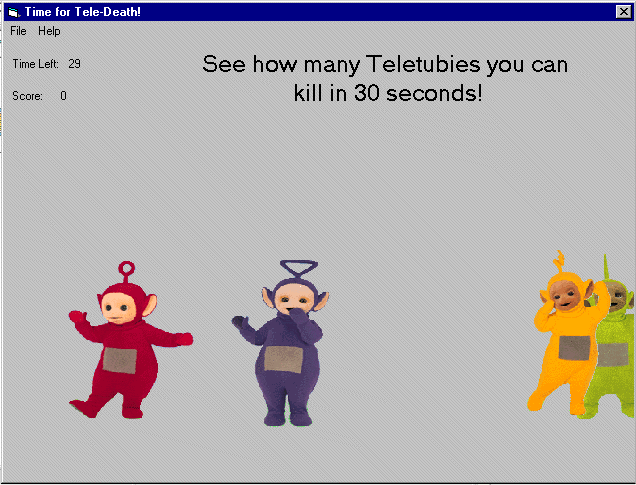 Time for Tele-Death!
File Help
Time Left: 29
See how many Teletubies you can
kill in 30 seconds!
Score: 0